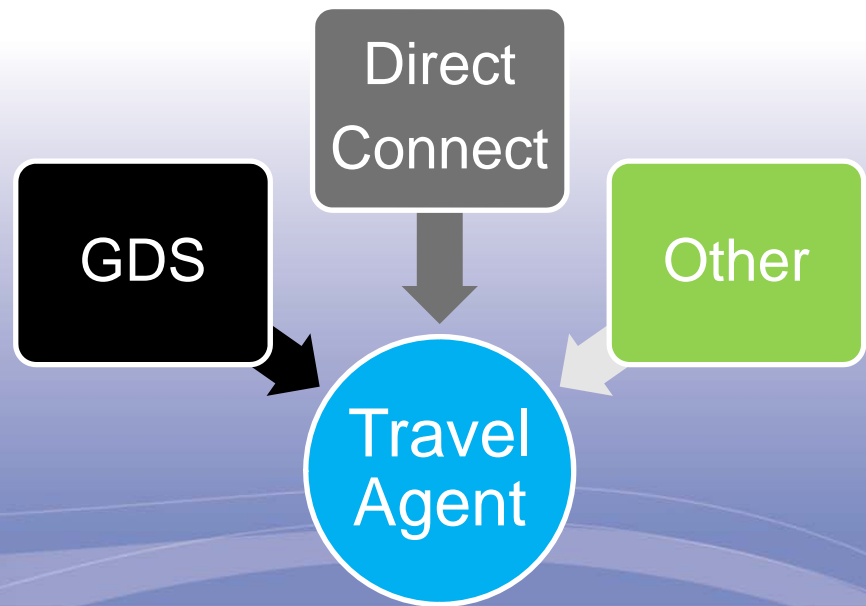 Direct
Connect
GDS
Other
Travel
Agent